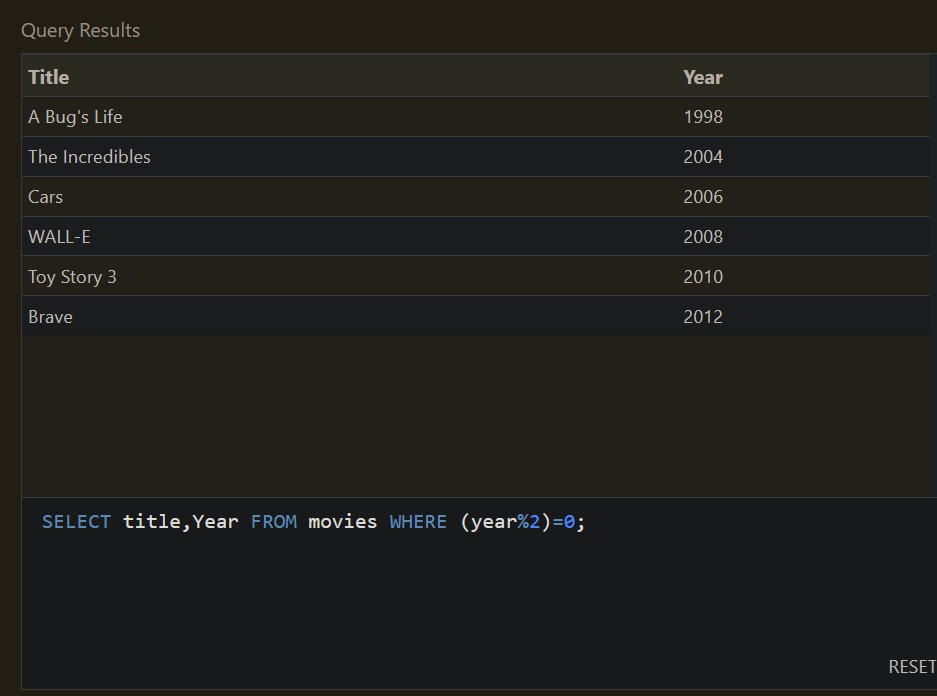 Query Results
Title Year
A Bug's Life 1998
The Incredibles 2004
Cars 2006
WALL-E 2008
Toy Story 3 2010
Brave 2012
SELECT title,Year FROM movies WHERE (year%2)=0;
RESET